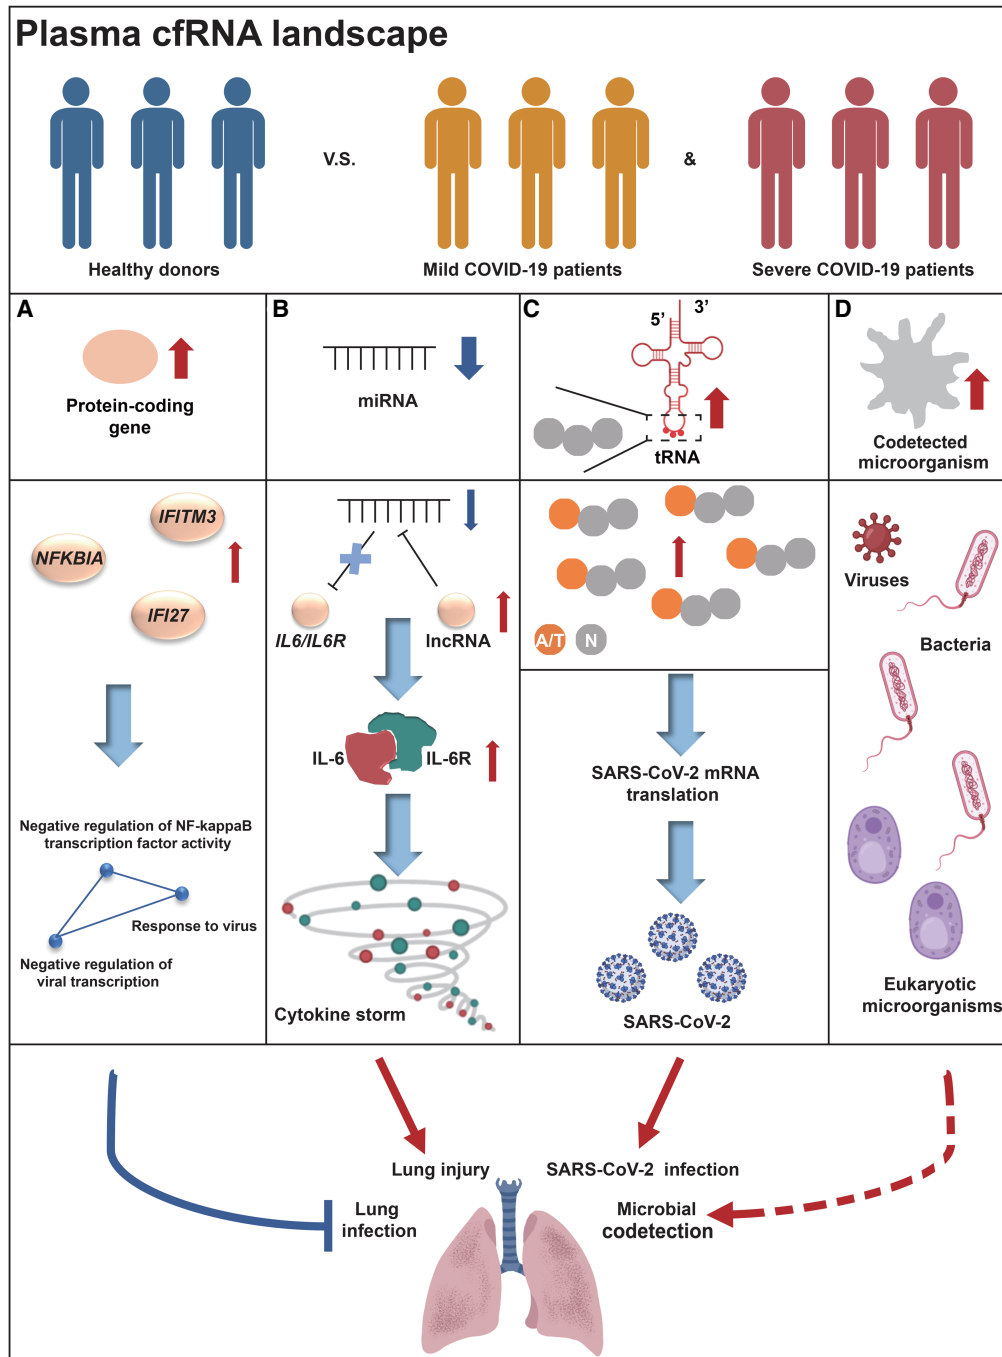 Plasma cfRNA landscape
V.S.
&
Healthy donors
Mild COVID-19 patients
Severe COVID-19 patients
A
Protein-coding
gene
B
miRNA
C
5’
3’
tRNA
D
Codetected
microorganism
IFITM3
NFKBIA
IFI27
Negative regulation of NF-kappaB
transcription factor activity
Response to virus
Negative regulation of
viral transcription
IL6/IL6R
lncRNA
IL-6
IL-6R
Cytokine storm
A/T
N
SARS-CoV-2 mRNA
translation
SARS-CoV-2
Viruses
Bacteria
Eukaryotic
microorganisms
Lung injury
SARS-CoV-2 infection
Lung
infection
Microbial
codetection